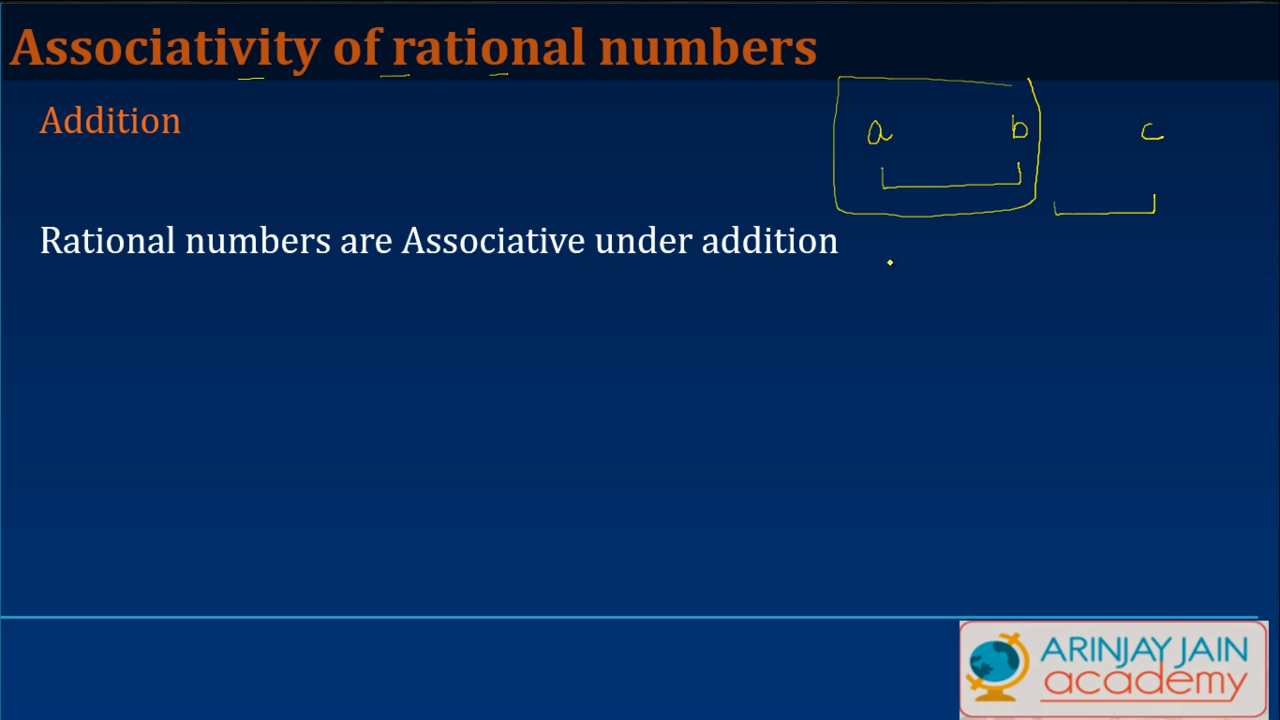 Associativity of rational numbers
Addition
a b c
Rational numbers are Associative under addition
ARINJAY JAIN
academy